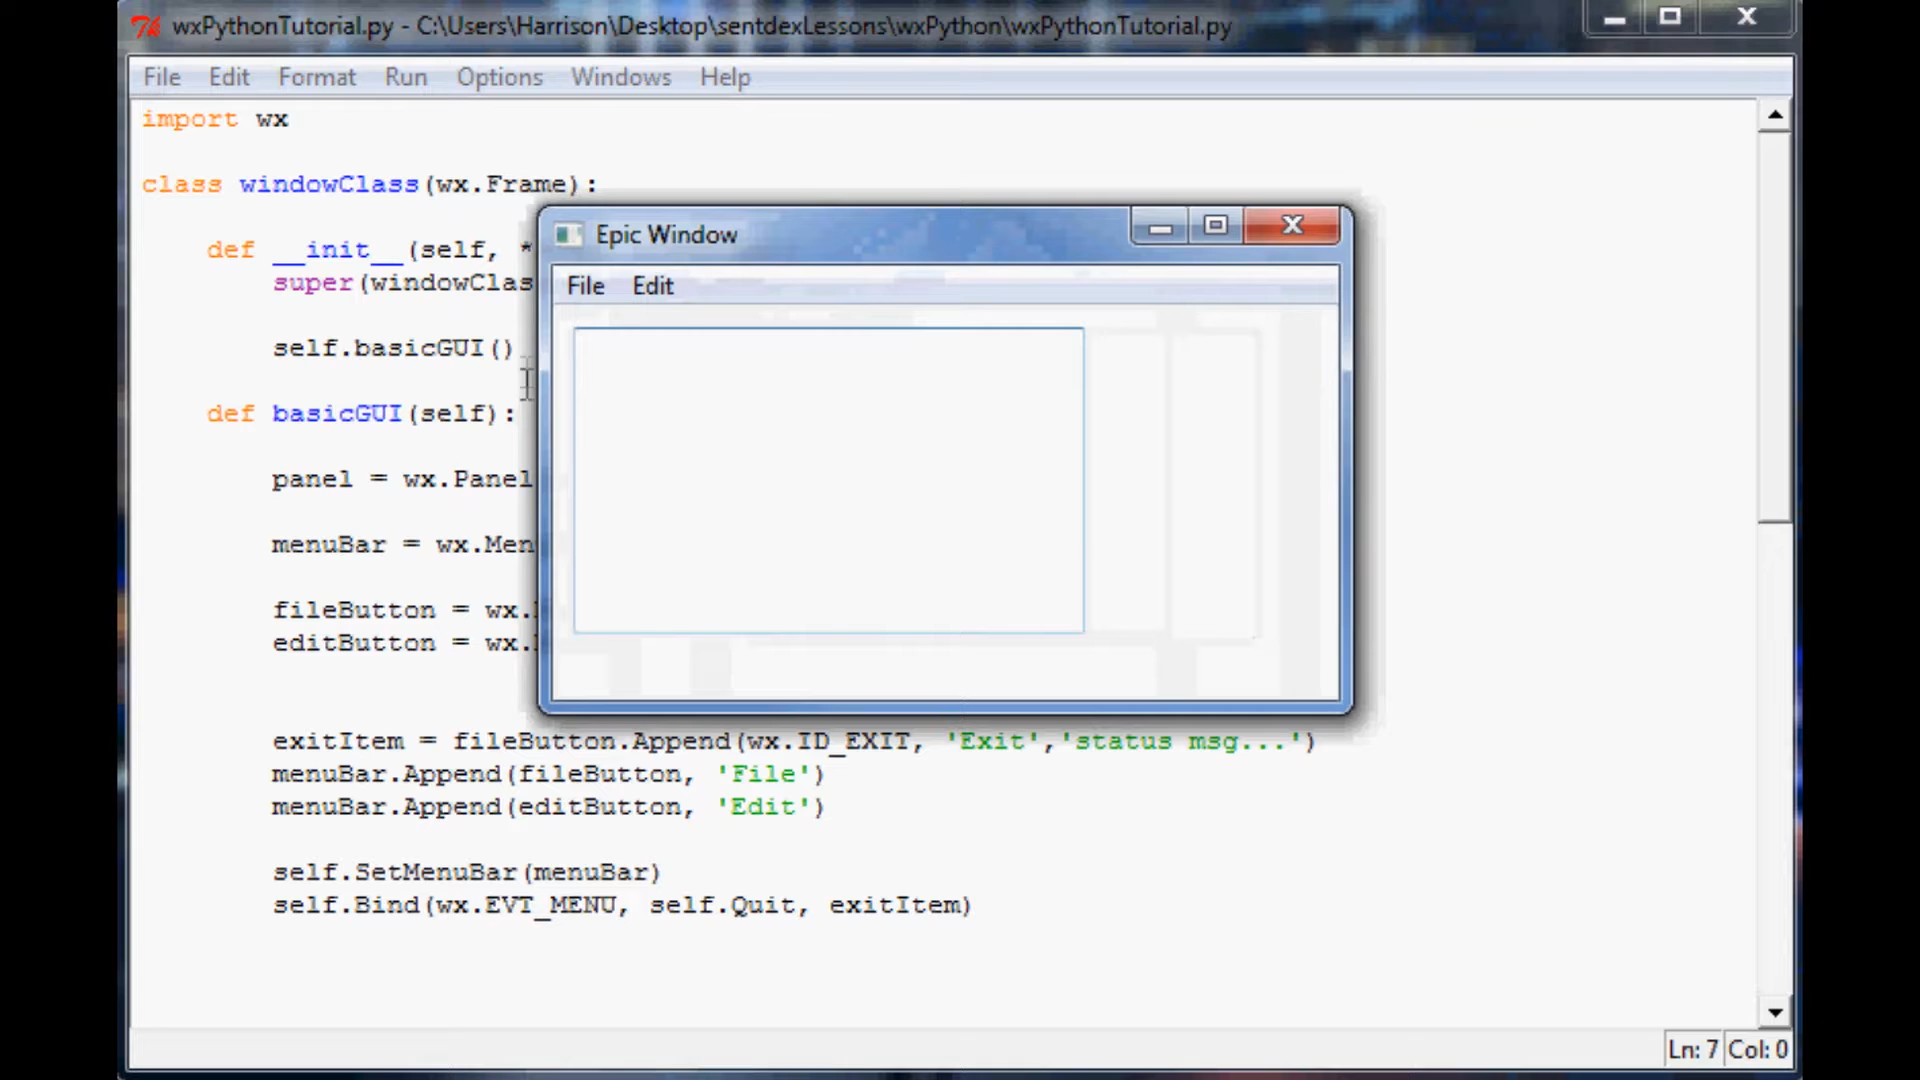 wxPythonTutorial.py - C:\Users\Harrison\Desktop\sentdexLessons\wxPython\wxPythonTutorial.py
File Edit Format Run Options Windows Help
import wx
class windowClass(wx.Frame):
def __init__(self, *
super(windowClas
self.basicGUI()
def basicGUI(self):
panel = wx.Panel
menuBar = wx.Men
fileButton = wx.
editButton = wx.
Epic Window
File Edit
exitItem = fileButton.Append(wx.ID_EXIT, 'Exit','status msg...')
menuBar.Append(fileButton, 'File')
menuBar.Append(editButton, 'Edit')
self.SetMenuBar(menuBar)
self.Bind(wx.EVT_MENU, self.Quit, exitItem)
Ln: 7 Col: 0